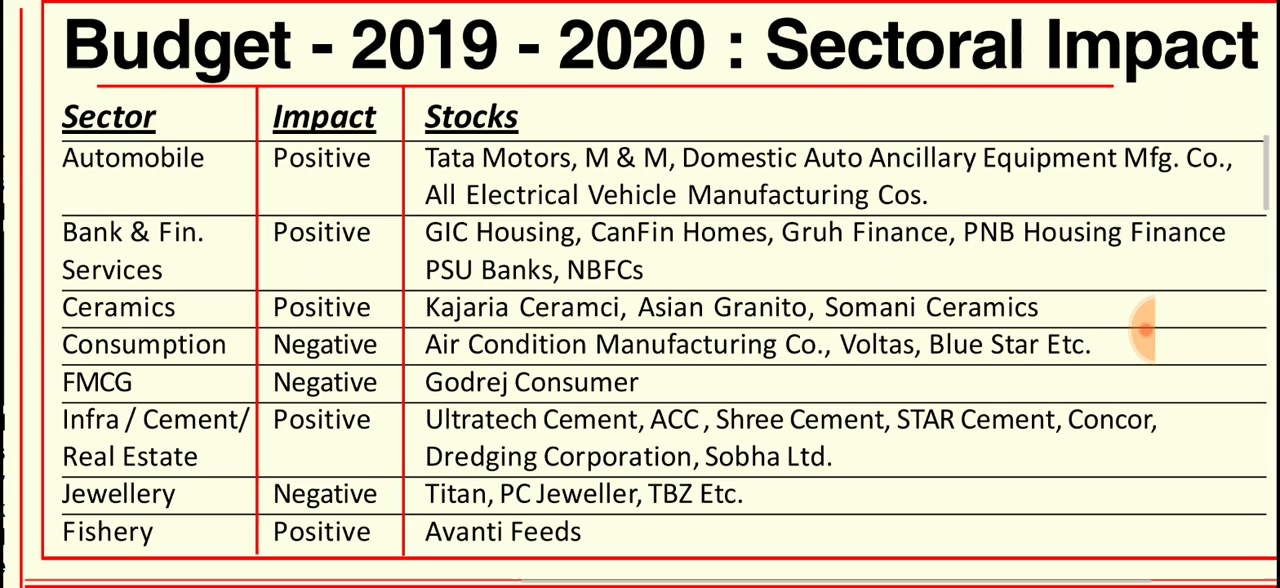 Budget - 2019 - 2020 : Sectoral Impact
Sector Impact Stocks
Automobile Positive Tata Motors, M & M, Domestic Auto Ancillary Equipment Mfg. Co.,
All Electrical Vehicle Manufacturing Cos.
Bank & Fin. Positive GIC Housing, CanFin Homes, Gruh Finance, PNB Housing Finance
Services PSU Banks, NBFCs
Ceramics Positive Kajaria Ceramci, Asian Granito, Somani Ceramics
Consumption Negative Air Condition Manufacturing Co., Voltas, Blue Star Etc.
FMCG Negative Godrej Consumer
Infra / Cement/ Positive Ultratech Cement, ACC , Shree Cement, STAR Cement, Concor,
Real Estate Dredging Corporation, Sobha Ltd.
Jewellery Negative Titan, PC Jeweller, TBZ Etc.
Fishery Positive Avanti Feeds